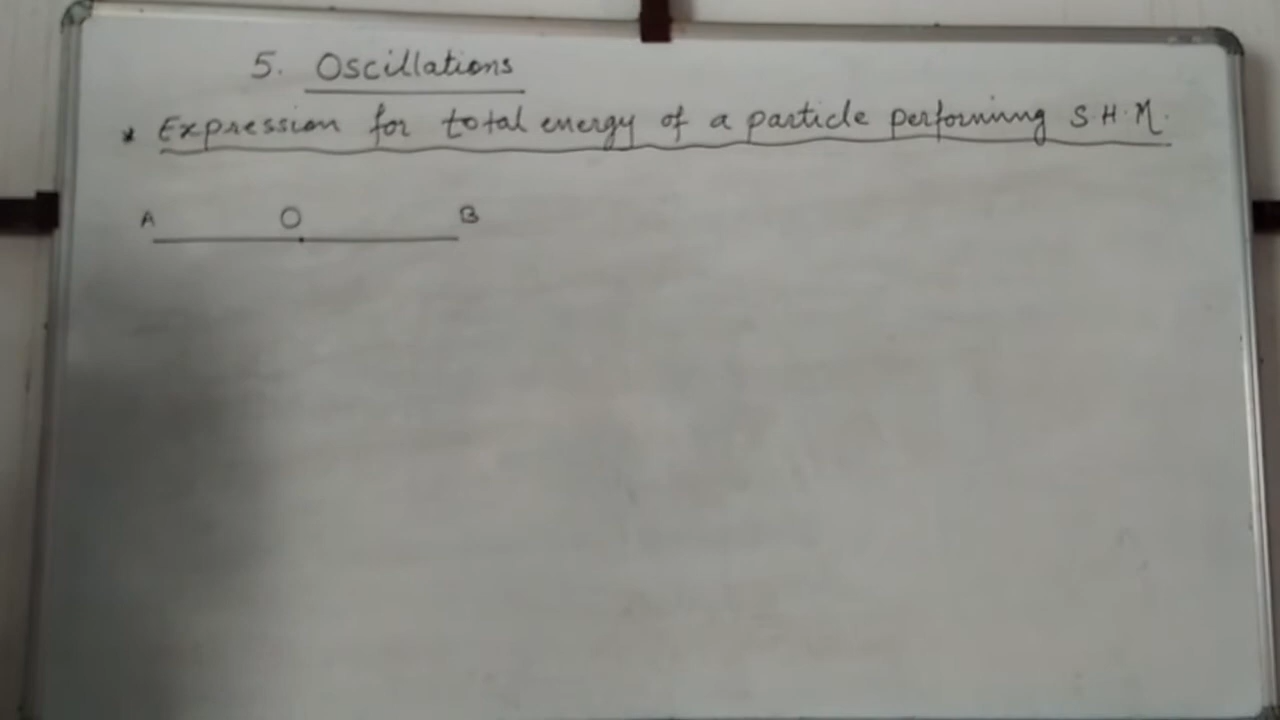 5. Oscillations
* Expression for total energy of a particle performing S.H.M.
A O B